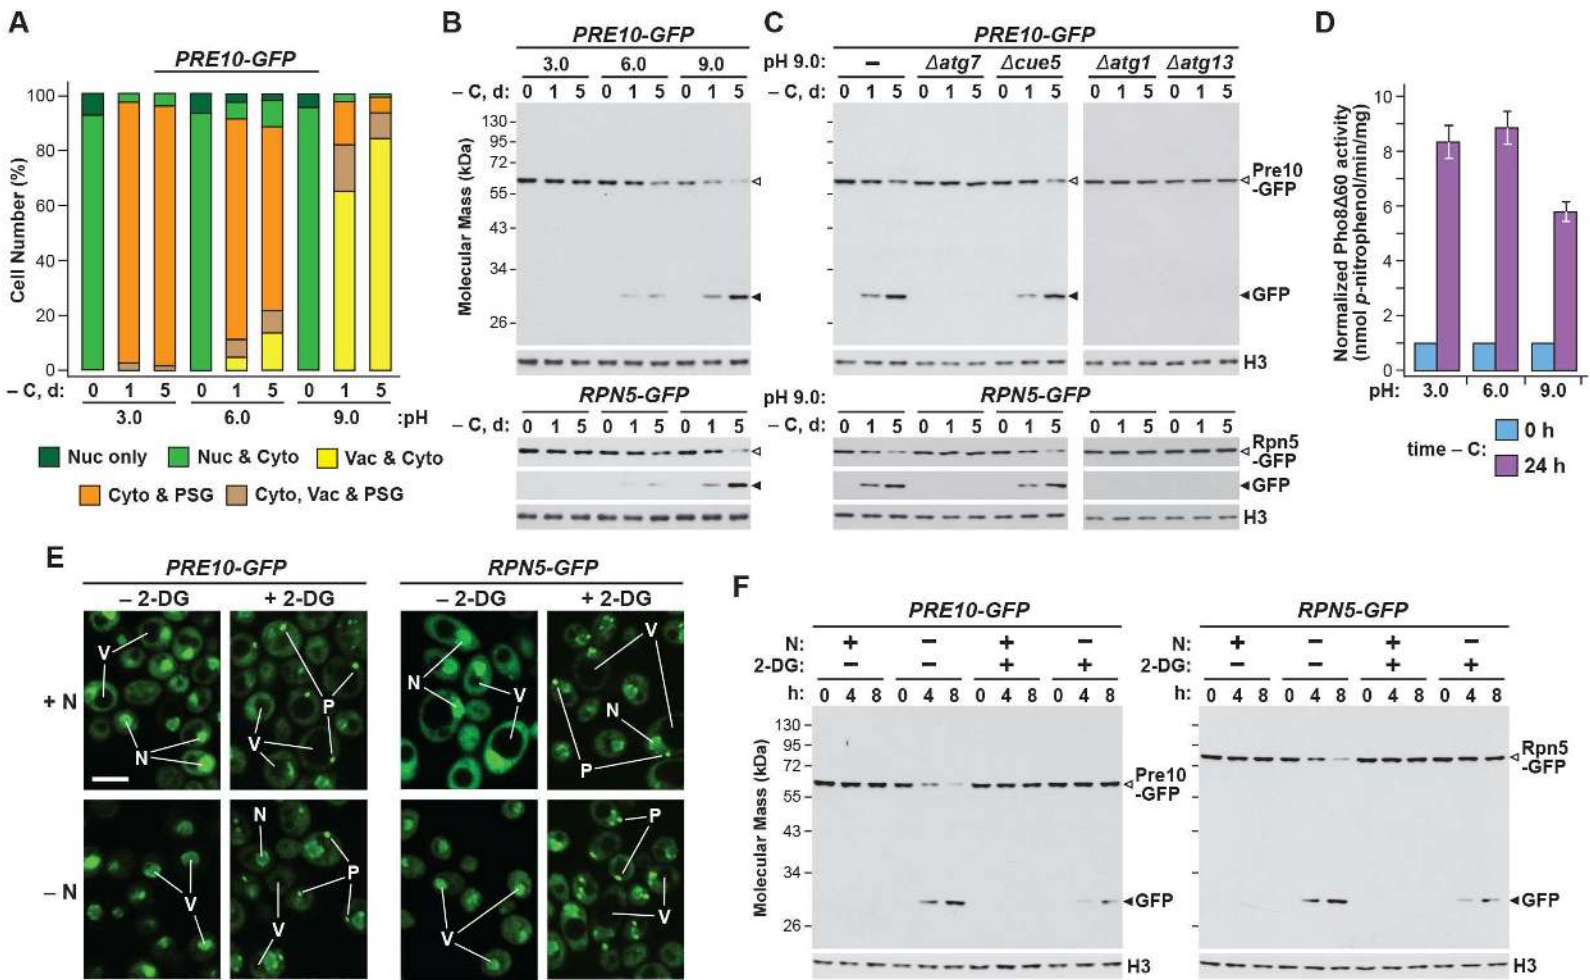 A
PRE10-GFP
Cell Number (%)
100
80
60
40
20
0
– C, d: 0 1 5 0 1 5 0 1 5
3.0 6.0 9.0 :pH
Nuc only Nuc & Cyto Vac & Cyto
Cyto & PSG Cyto, Vac & PSG
B
PRE10-GFP
3.0 6.0 9.0
– C, d: 0 1 5 0 1 5 0 1 5
Molecular Mass (kDa)
130
95
72
55
43
34
26
RPN5-GFP
– C, d: 0 1 5 0 1 5 0 1 5
C
PRE10-GFP
pH 9.0: – Δatg7 Δcue5 Δatg1 Δatg13
– C, d: 0 1 5 0 1 5 0 1 5 0 1 5 0 1 5
Pre10
-GFP
GFP
H3
pH 9.0: RPN5-GFP
– C, d: 0 1 5 0 1 5 0 1 5 0 1 5 0 1 5
Rpn5
-GFP
GFP
H3
D
Normalized Pho8Δ60 activity
(nmol p-nitrophenol/min/mg)
10
8
6
4
2
0
pH: 3.0 6.0 9.0
time – C:
0 h
24 h
E
PRE10-GFP RPN5-GFP
– 2-DG + 2-DG – 2-DG + 2-DG
+ N
V
N
P
V
N
V
V
N
P
– N
V
N
P
V
V
P
V
F
PRE10-GFP
N: + – + –
2-DG: – – + +
h: 0 4 8 0 4 8 0 4 8 0 4 8
Molecular Mass (kDa)
130
95
72
55
43
34
26
Pre10
-GFP
GFP
H3
RPN5-GFP
N: + – + –
2-DG: – – + +
h: 0 4 8 0 4 8 0 4 8 0 4 8
Rpn5
-GFP
GFP
H3